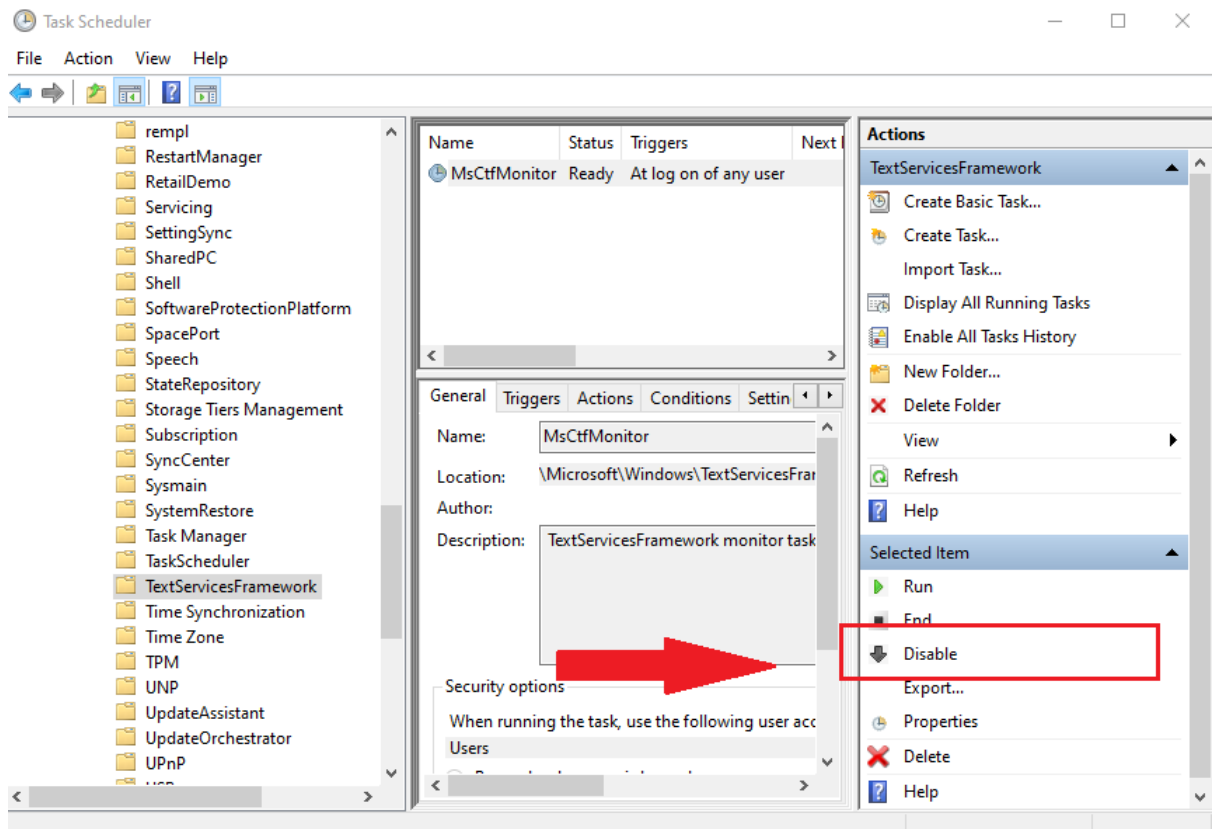 Task Scheduler
File Action View Help
rempl
RestartManager
RetailDemo
Servicing
SettingSync
SharedPC
Shell
SoftwareProtectionPlatform
SpacePort
Speech
StateRepository
Storage Tiers Management
Subscription
SyncCenter
Sysmain
SystemRestore
Task Manager
TaskScheduler
TextServicesFramework
Time Synchronization
Time Zone
TPM
UNP
UpdateAssistant
UpdateOrchestrator
UPnP
Name Status Triggers Next
MsCtfMonitor Ready At log on of any user
General Triggers Actions Conditions Settin
Name: MsCtfMonitor
Location: \Microsoft\Windows\TextServicesFrar
Author:
Description: TextServicesFramework monitor task
Security options
When running the task, use the following user acc
Users
Actions
TextServicesFramework
Create Basic Task...
Create Task...
Import Task...
Display All Running Tasks
Enable All Tasks History
New Folder...
Delete Folder
View
Refresh
Help
Selected Item
Run
End
Disable
Export...
Properties
Delete
Help